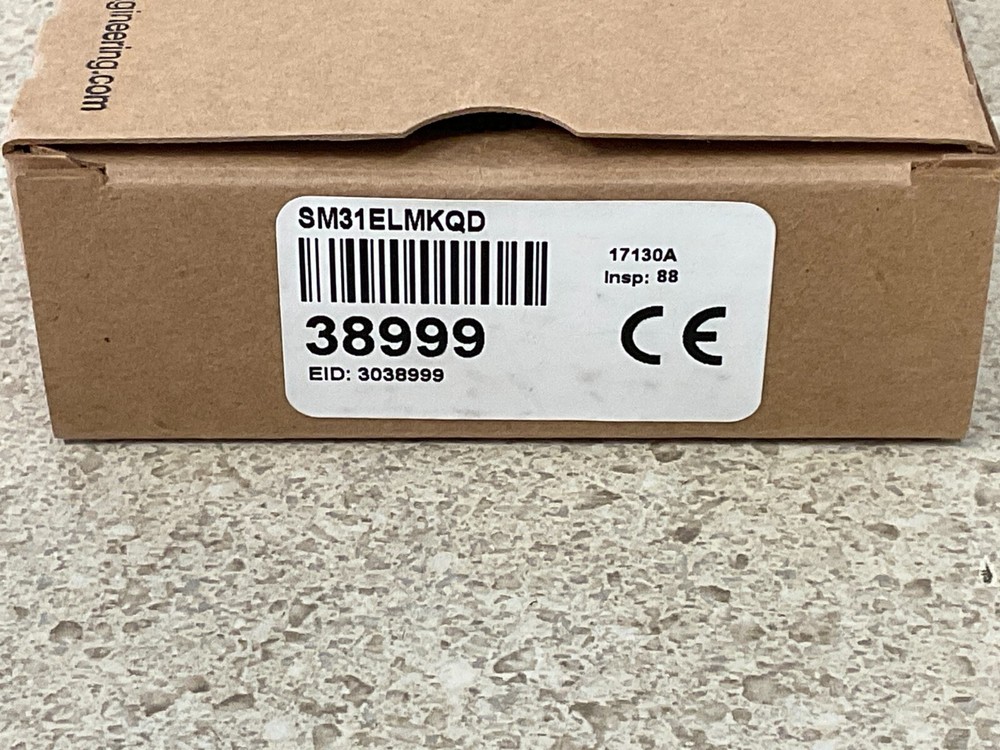 gineering.com
SM31ELMKQD
17130A
Insp: 88
38999
CE
EID: 3038999